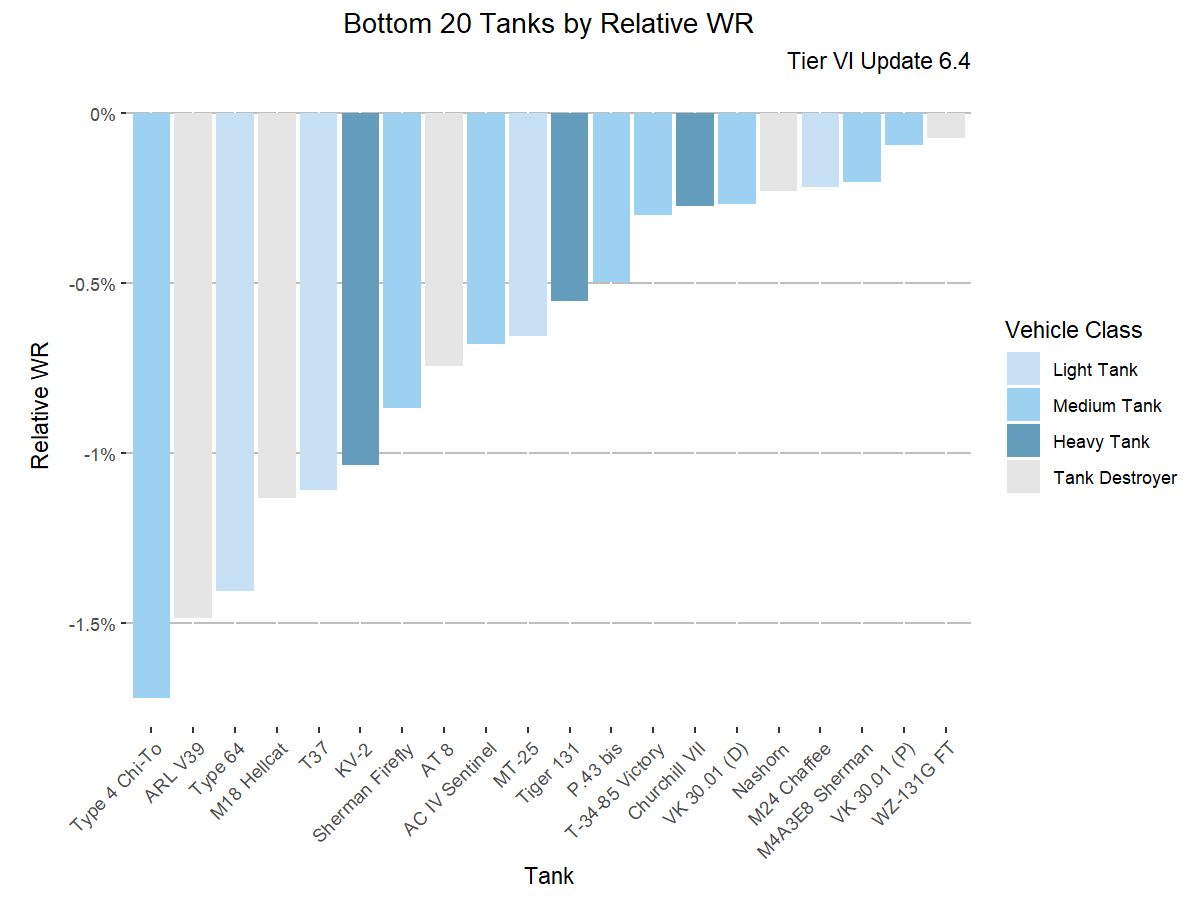 Bottom 20 Tanks by Relative WR
Tier VI Update 6.4
0%
-0.5%
-1%
-1.5%
Relative WR
Type 4 Chi-To
ARL V39
Type 64
M18 Hellcat
T37
KV-2
Sherman Firefly
AT 8
AC IV Sentinel
MT-25
Tiger 131
P.43 bis
T-34-85 Victory
Churchill VII
VK 30.01 (D)
Nashorn
M24 Chaffee
M4A3E8 Sherman
VK 30.01 (P)
WZ-131G FT
Tank
Vehicle Class
Light Tank
Medium Tank
Heavy Tank
Tank Destroyer